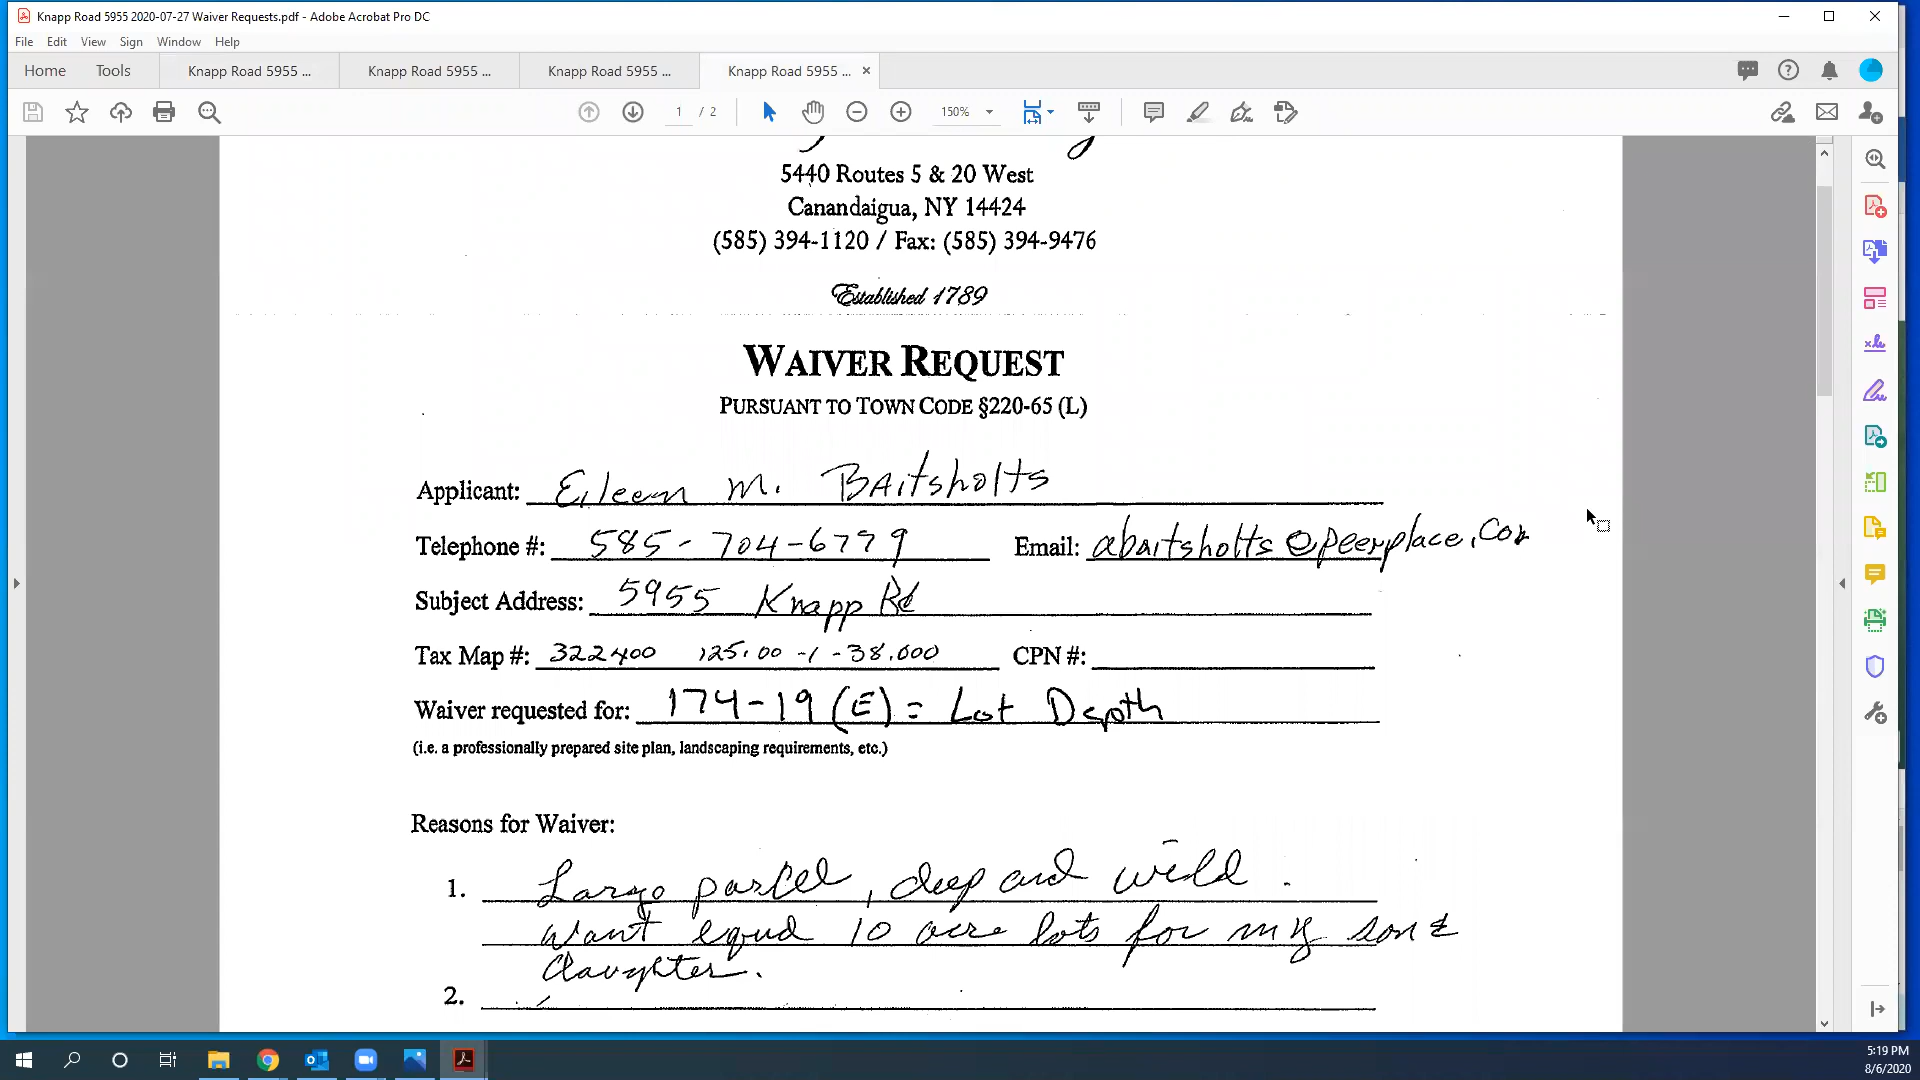 Knapp Road 5955 2020-07-27 Waiver Requests.pdf - Adobe Acrobat Pro DC
File Edit View Sign Window Help
Home Tools Knapp Road 5955 ... Knapp Road 5955 ... Knapp Road 5955 ... Knapp Road 5955 ...
1 / 2 150%
5440 Routes 5 & 20 West
Canandaigua, NY 14424
(585) 394-1120 / Fax: (585) 394-9476
Established 1789
WAIVER REQUEST
PURSUANT TO TOWN CODE §220-65 (L)
Applicant: Eileen M. Baitsholts
Telephone #: 585-704-6779 Email: abaitsholts@peerplace.com
Subject Address: 5955 Knapp Rd
Tax Map #: 322400 125.00-1-38.000 CPN #:
Waiver requested for: 174-19 (E) = Lot Depth
(i.e. a professionally prepared site plan, landscaping requirements, etc.)
Reasons for Waiver:
1. Large parcel, deep and wild.
Want equal 10 acre lots for my son &
daughter.
2.
5:19 PM
8/6/2020